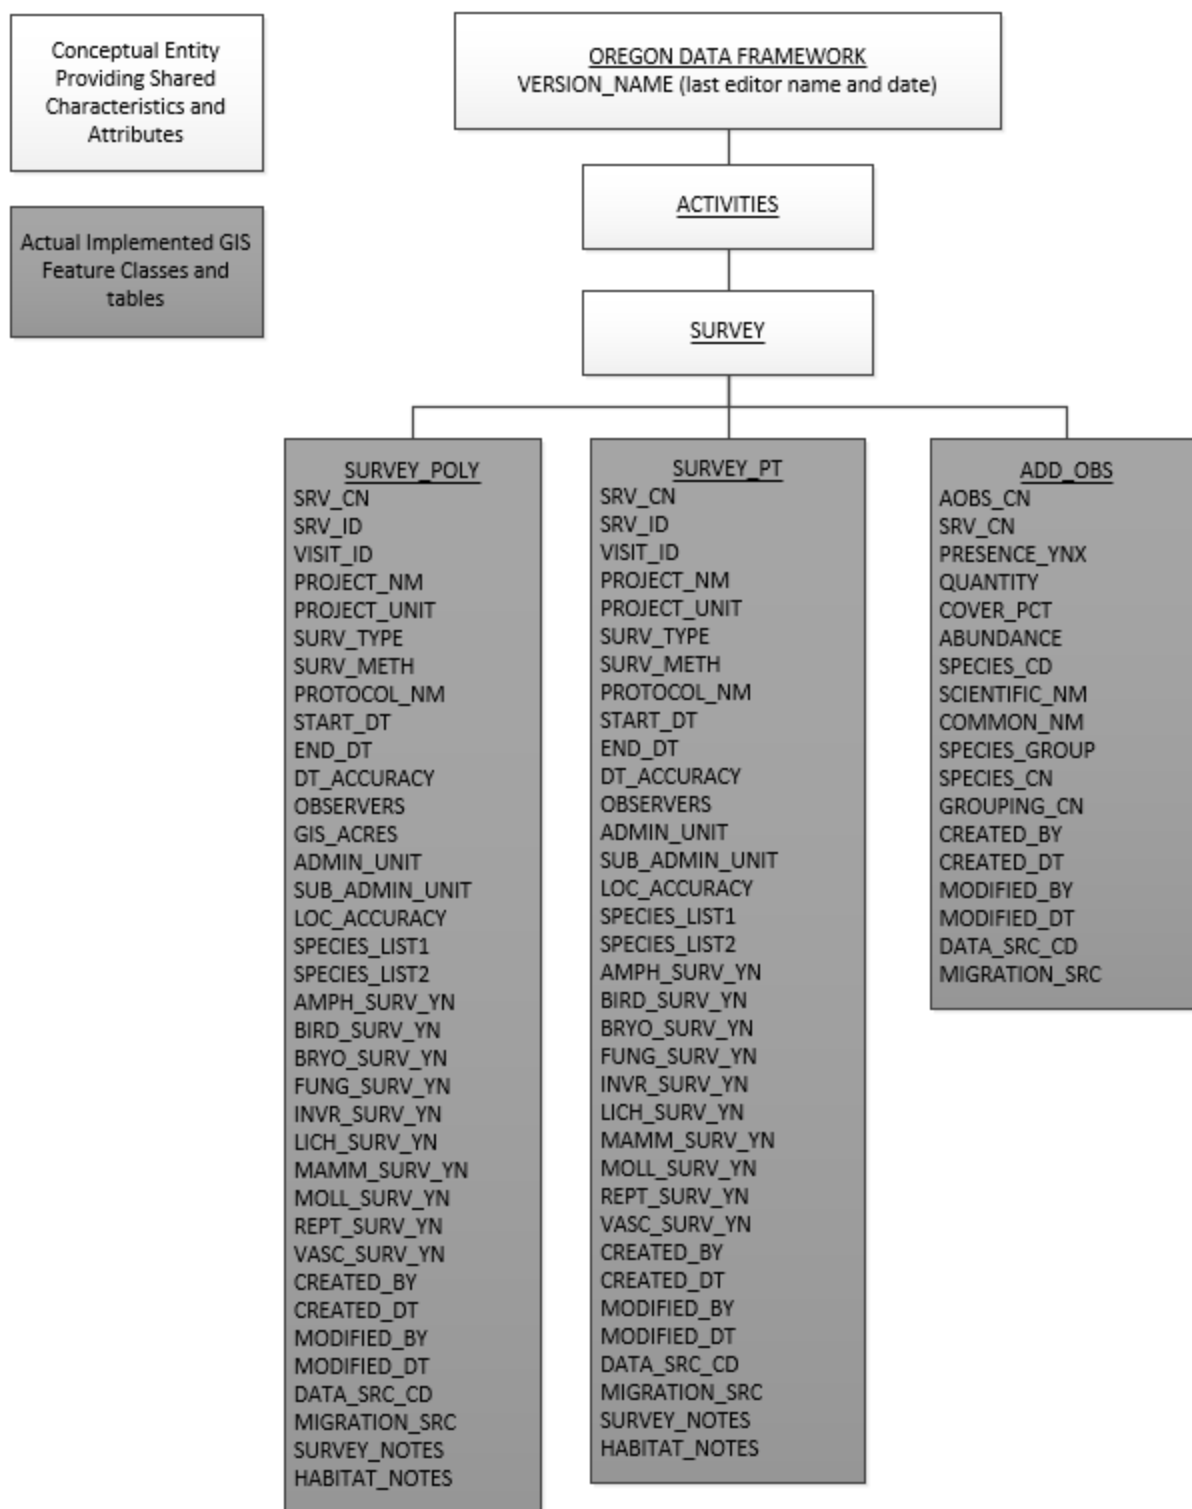 Conceptual Entity
Providing Shared
Characteristics and
Attributes
Actual Implemented GIS
Feature Classes and
tables
OREGON DATA FRAMEWORK
VERSION_NAME (last editor name and date)
ACTIVITIES
SURVEY
SURVEY_POLY
SRV_CN
SRV_ID
VISIT_ID
PROJECT_NM
PROJECT_UNIT
SURV_TYPE
SURV_METH
PROTOCOL_NM
START_DT
END_DT
DT_ACCURACY
OBSERVERS
GIS_ACRES
ADMIN_UNIT
SUB_ADMIN_UNIT
LOC_ACCURACY
SPECIES_LIST1
SPECIES_LIST2
AMPH_SURV_YN
BIRD_SURV_YN
BRYO_SURV_YN
FUNG_SURV_YN
INVR_SURV_YN
LICH_SURV_YN
MAMM_SURV_YN
MOLL_SURV_YN
REPT_SURV_YN
VASC_SURV_YN
CREATED_BY
CREATED_DT
MODIFIED_BY
MODIFIED_DT
DATA_SRC_CD
MIGRATION_SRC
SURVEY_NOTES
HABITAT_NOTES
SURVEY_PT
SRV_CN
SRV_ID
VISIT_ID
PROJECT_NM
PROJECT_UNIT
SURV_TYPE
SURV_METH
PROTOCOL_NM
START_DT
END_DT
DT_ACCURACY
OBSERVERS
ADMIN_UNIT
SUB_ADMIN_UNIT
LOC_ACCURACY
SPECIES_LIST1
SPECIES_LIST2
AMPH_SURV_YN
BIRD_SURV_YN
BRYO_SURV_YN
FUNG_SURV_YN
INVR_SURV_YN
LICH_SURV_YN
MAMM_SURV_YN
MOLL_SURV_YN
REPT_SURV_YN
VASC_SURV_YN
CREATED_BY
CREATED_DT
MODIFIED_BY
MODIFIED_DT
DATA_SRC_CD
MIGRATION_SRC
SURVEY_NOTES
HABITAT_NOTES
ADD_OBS
AOBS_CN
SRV_CN
PRESENCE_YNX
QUANTITY
COVER_PCT
ABUNDANCE
SPECIES_CD
SCIENTIFIC_NM
COMMON_NM
SPECIES_GROUP
SPECIES_CN
GROUPING_CN
CREATED_BY
CREATED_DT
MODIFIED_BY
MODIFIED_DT
DATA_SRC_CD
MIGRATION_SRC